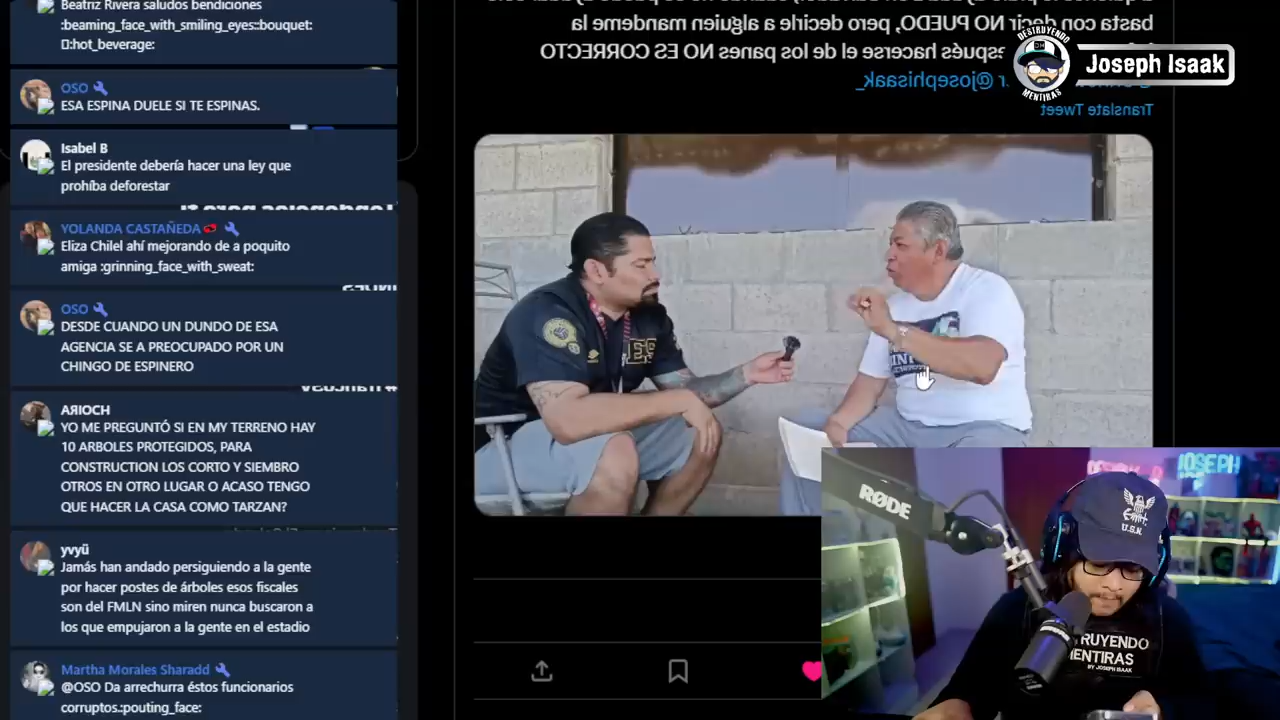 Beatriz Rivera saludos bendiciones
:beaming_face_with_smiling_eyes::bouquet:
:hot_beverage:
OSO
ESA ESPINA DUELE SI TE ESPINAS.
Isabel B
El presidente debería hacer una ley que
prohíba deforestar
YOLANDA CASTAÑEDA
Eliza Chilel ahí mejorando de a poquito
amiga :grinning_face_with_sweat:
OSO
DESDE CUANDO UN DUNDO DE ESA
AGENCIA SE A PREOCUPADO POR UN
CHINGO DE ESPINERO
ARIOCH
YO ME PREGUNTÓ SI EN MY TERRENO HAY
10 ARBOLES PROTEGIDOS, PARA
CONSTRUCTION LOS CORTO Y SIEMBRO
OTROS EN OTRO LUGAR O ACASO TENGO
QUE HACER LA CASA COMO TARZAN?
yvyü
Jamás han andado persiguiendo a la gente
por hacer postes de árboles esos fiscales
son del FMLN sino miren nunca buscaron a
los que empujaron a la gente en el estadio
Martha Morales Sharadd
@OSO Da arrechurra éstos funcionarios
corruptos.:pouting_face:
basta con decir NO PUEDO, pero decirle a alguien mandeme la
después hacerse el de los panes NO ES CORRECTO
@josephisaak_
Translate Tweet
DESTRUYENDO
MENTIRAS
Joseph Isaak
RØDE
JOSEPH
U.S.N.
RUYENDO
MENTIRAS
BY JOSEPH ISAAK